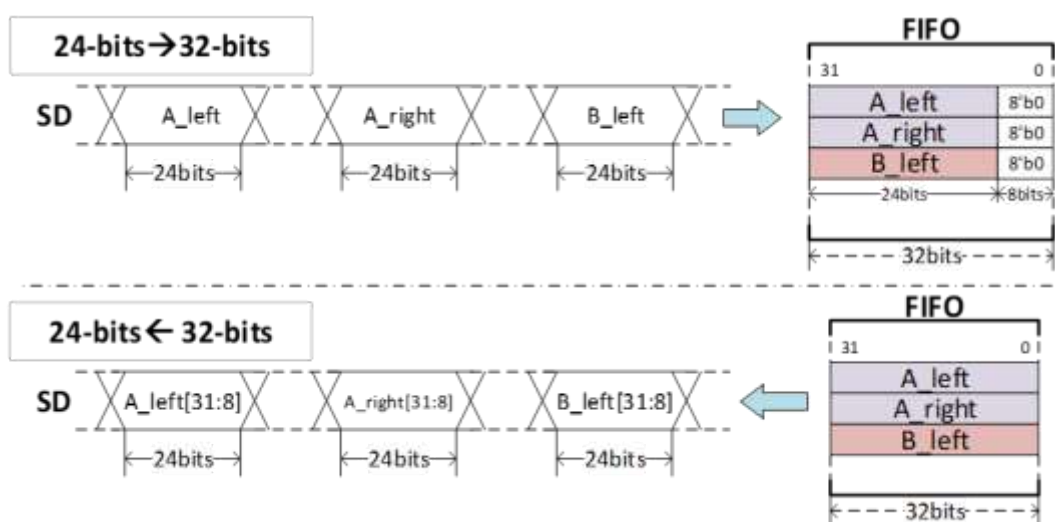 24-bits→32-bits
FIFO
31 0
SD A_left A_right B_left
A_left 8'b0
A_right 8'b0
B_left 8'b0
24bits 24bits 24bits
24bits 8bits
32bits
24-bits← 32-bits
FIFO
31 0
SD A_left[31:8] A_right[31:8] B_left[31:8]
A_left
A_right
B_left
24bits 24bits 24bits
32bits